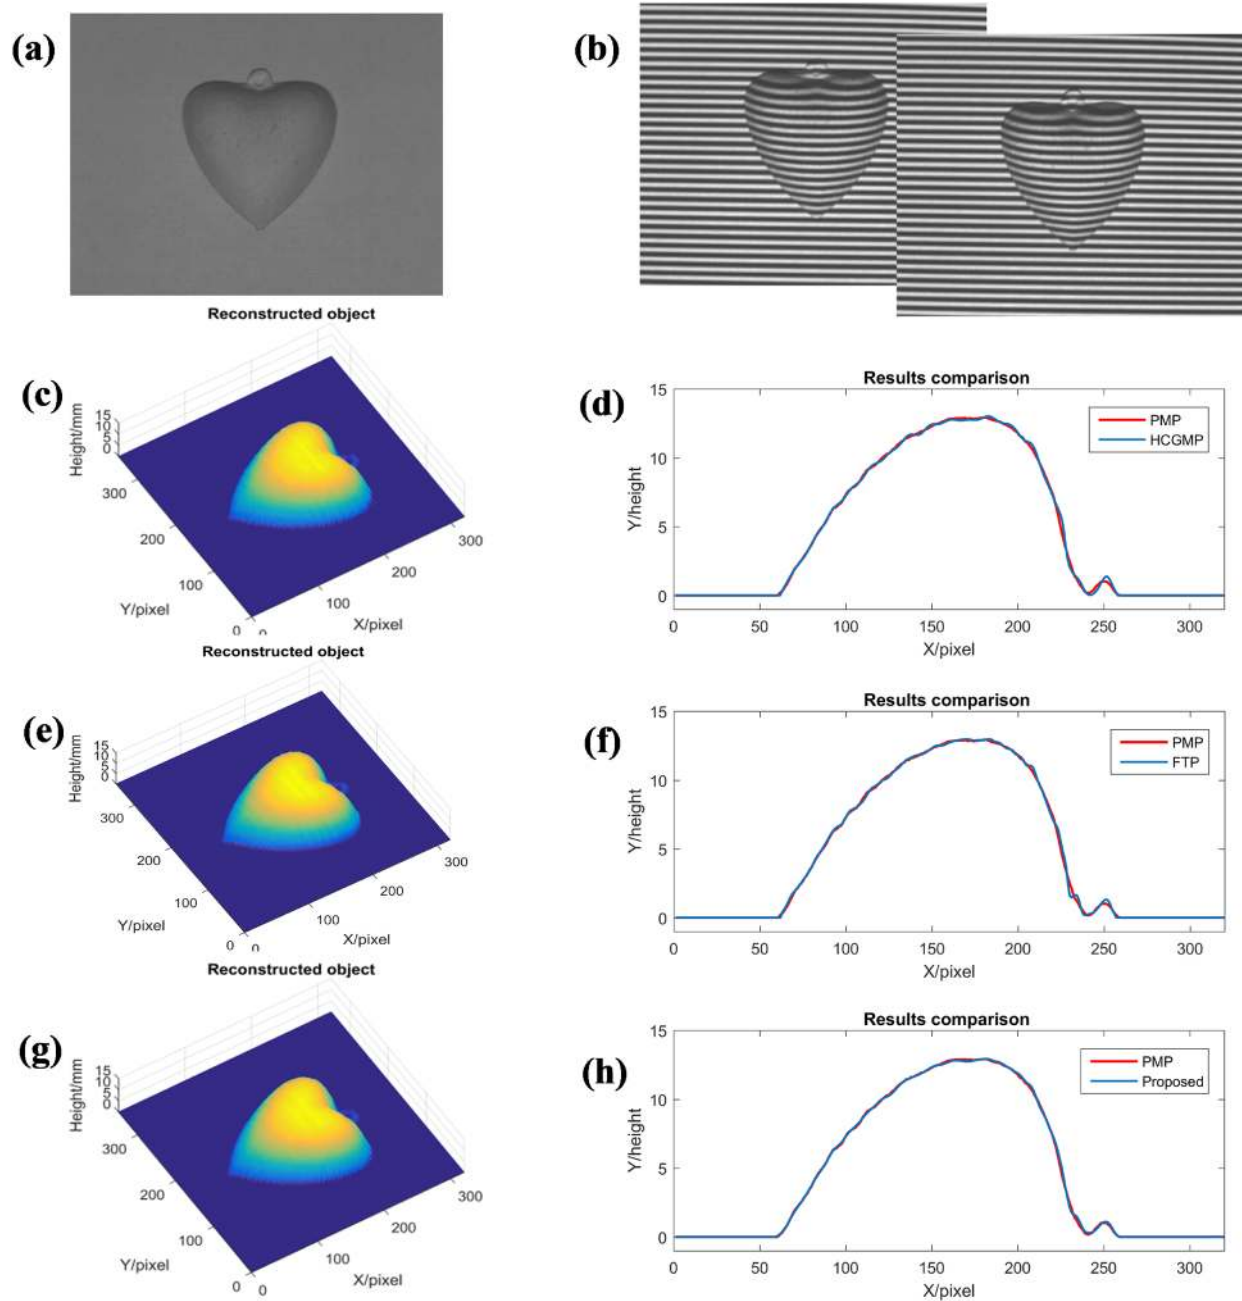 (a)
(b)
Reconstructed object
(c)
Height/mm
15
10
5
0
300
200
100
0
Y/pixel
0
100
200
300
X/pixel
(d)
Results comparison
PMP
HCGMP
Y/height
15
10
5
0
0 50 100 150 200 250 300
X/pixel
Reconstructed object
(e)
Height/mm
15
10
5
0
300
200
100
0
Y/pixel
0
100
200
300
X/pixel
(f)
Results comparison
PMP
FTP
Y/height
15
10
5
0
0 50 100 150 200 250 300
X/pixel
Reconstructed object
(g)
Height/mm
15
10
5
0
300
200
100
0
Y/pixel
0
100
200
300
X/pixel
(h)
Results comparison
PMP
Proposed
Y/height
15
10
5
0
0 50 100 150 200 250 300
X/pixel